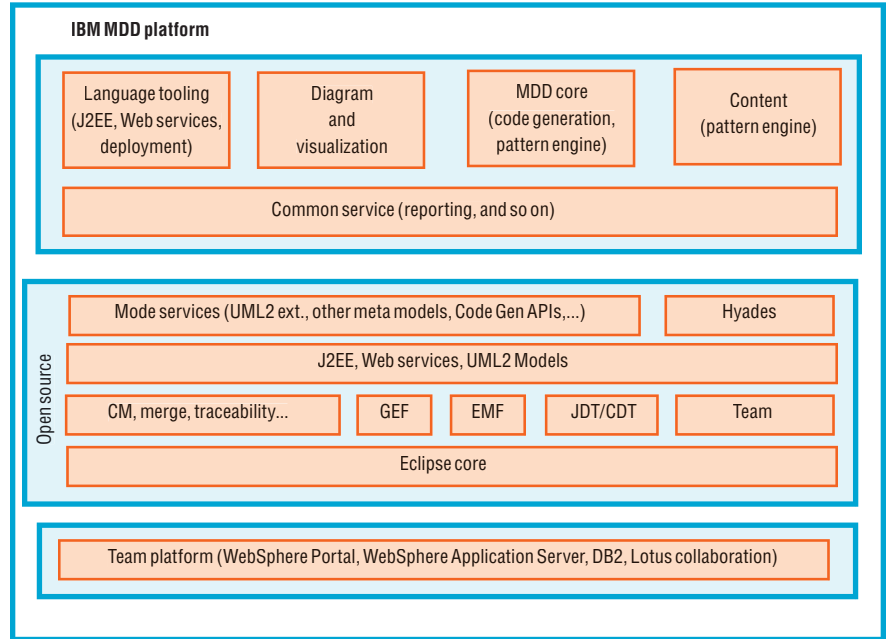 IBM MDD platform
Language tooling
(J2EE, Web services,
deployment)
Diagram
and
visualization
MDD core
(code generation,
pattern engine)
Content
(pattern engine)
Common service (reporting, and so on)
Open source
Mode services (UML2 ext., other meta models, Code Gen APIs,...)
Hyades
J2EE, Web services, UML2 Models
CM, merge, traceability...
GEF
EMF
JDT/CDT
Team
Eclipse core
Team platform (WebSphere Portal, WebSphere Application Server, DB2, Lotus collaboration)